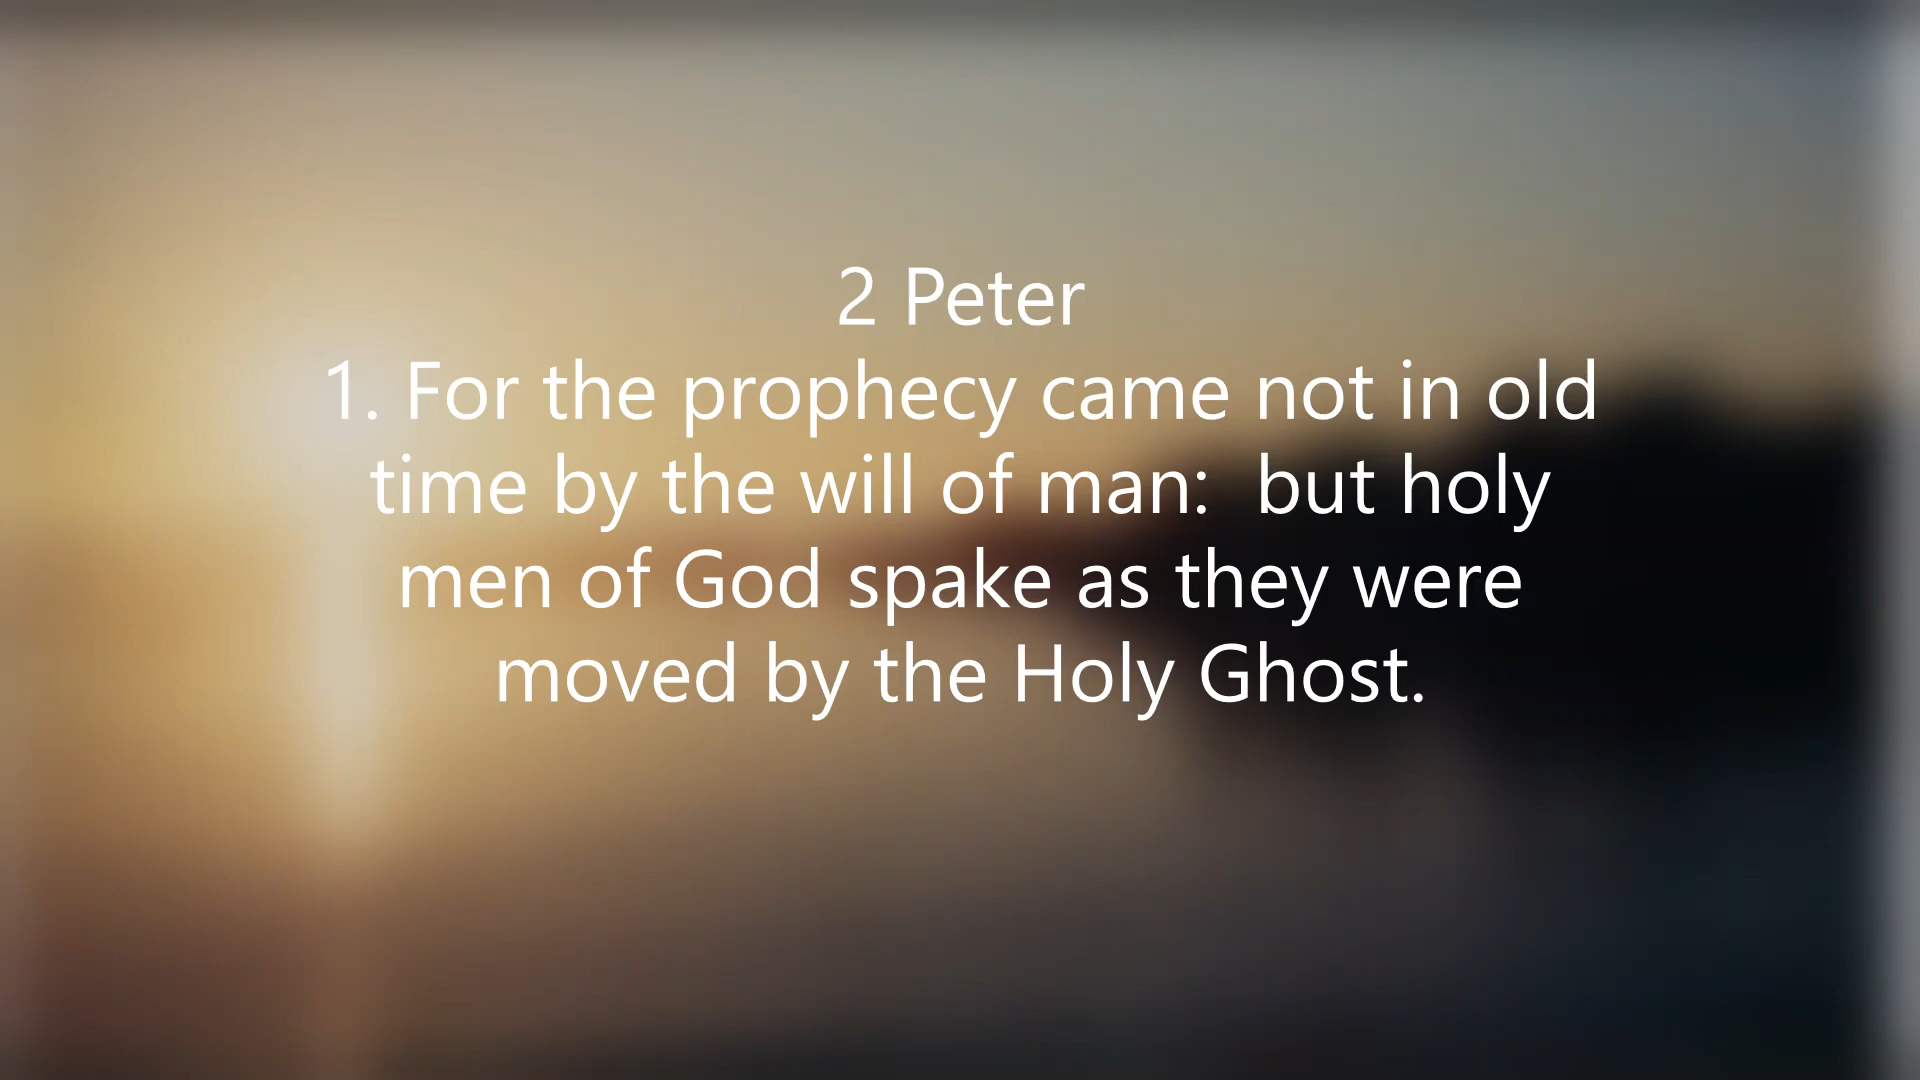 2 Peter
1. For the prophecy came not in old
time by the will of man:  but holy
men of God spake as they were
moved by the Holy Ghost.